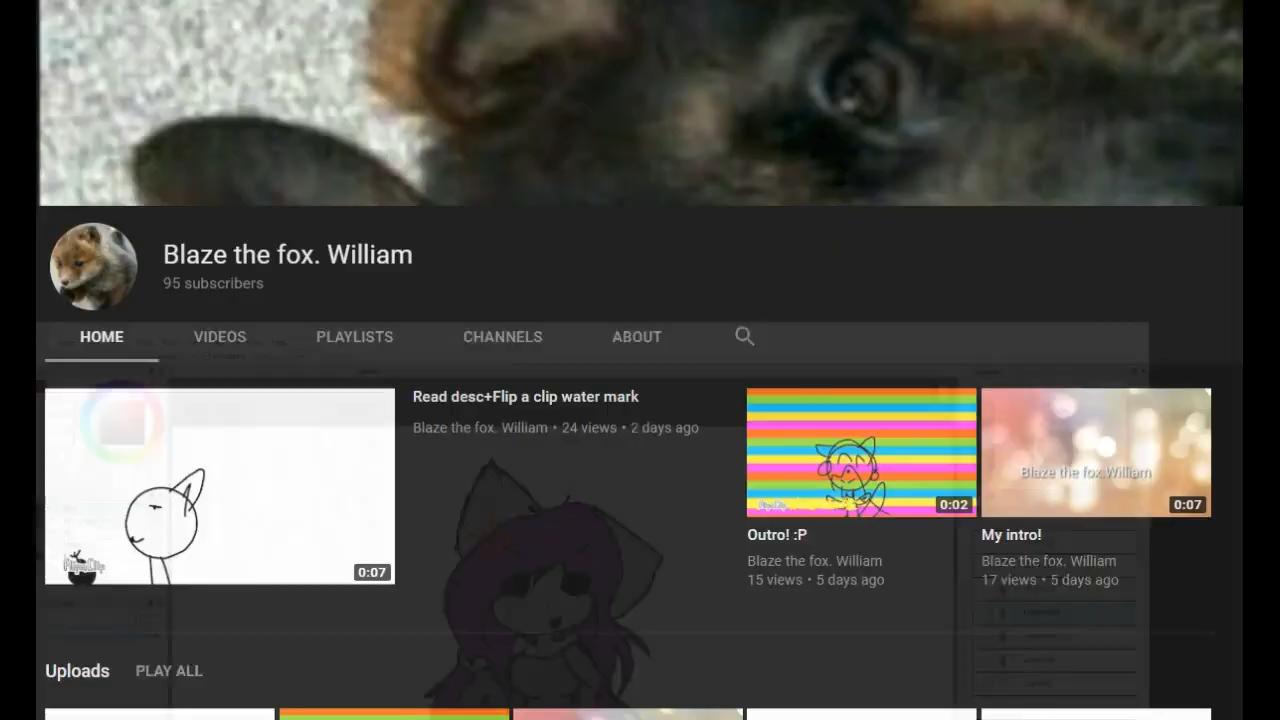 Blaze the fox. William
95 subscribers
HOME VIDEOS PLAYLISTS CHANNELS ABOUT
Read desc+Flip a clip water mark
Blaze the fox. William • 24 views • 2 days ago
0:07
0:02
Outro! :P
Blaze the fox. William
15 views • 5 days ago
Blaze the fox.William
0:07
My intro!
Blaze the fox. William
17 views • 5 days ago
Uploads PLAY ALL